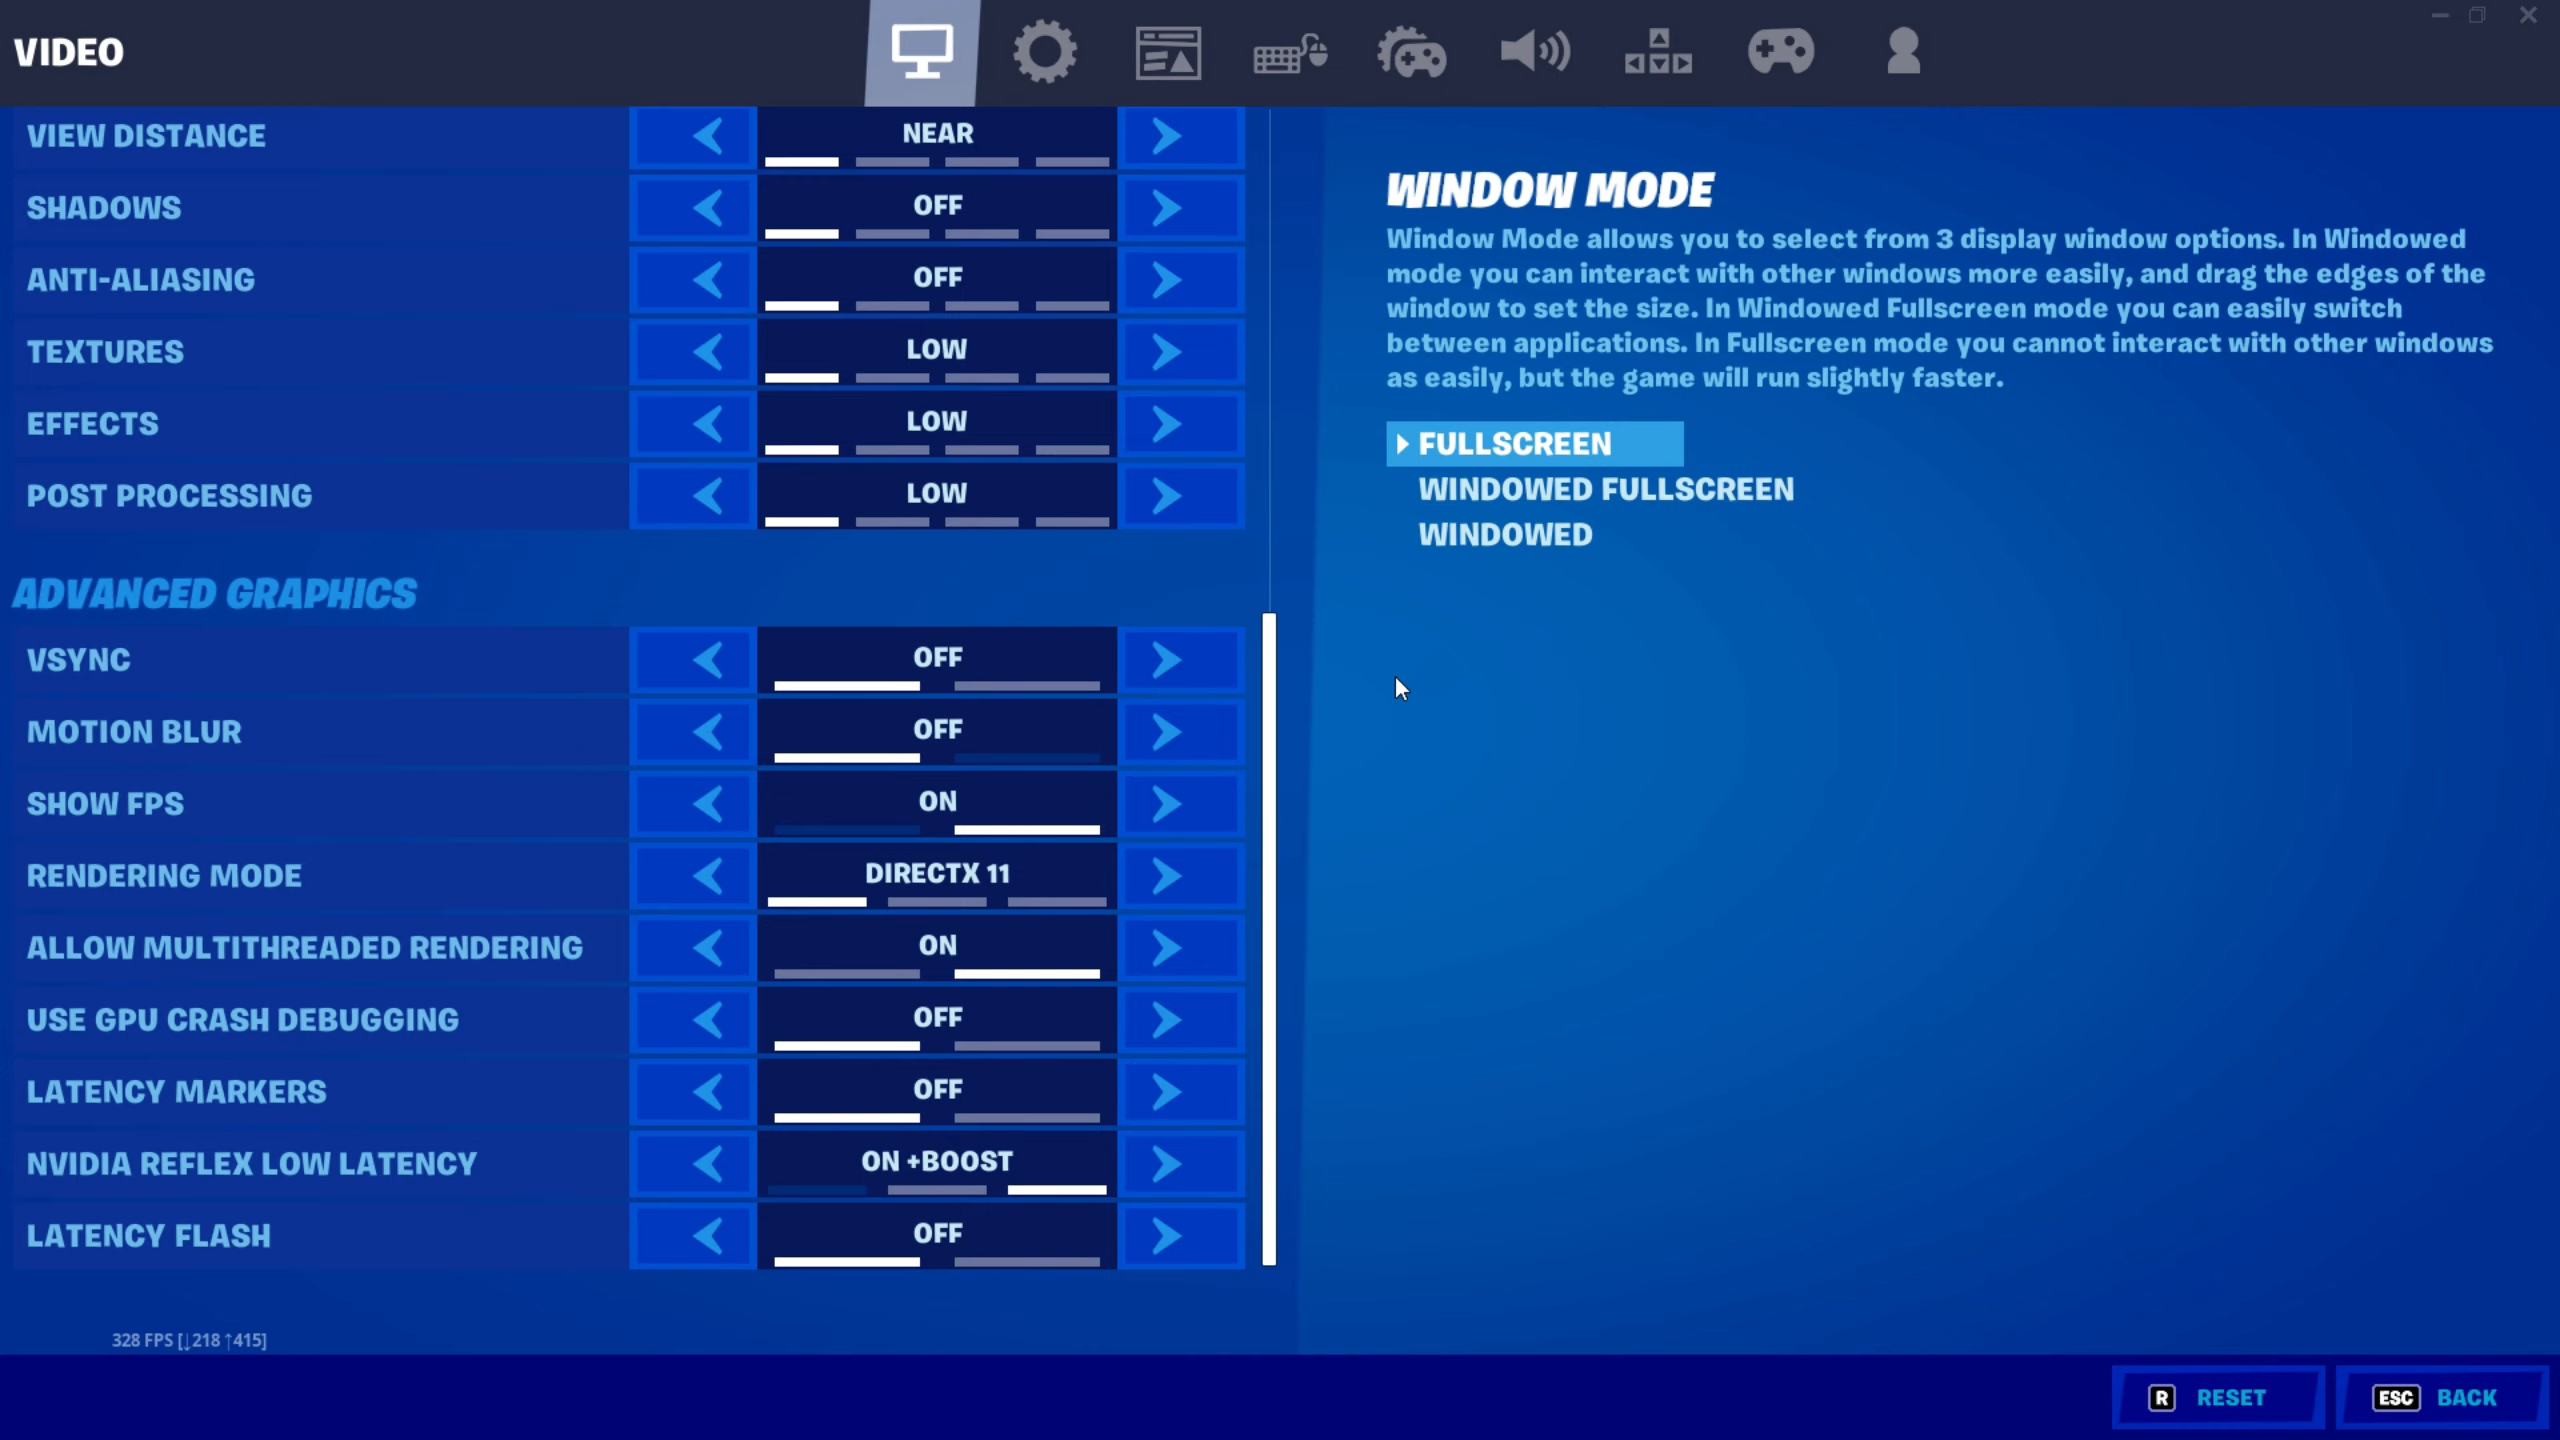 VIDEO
VIEW DISTANCE
NEAR
SHADOWS
OFF
ANTI-ALIASING
OFF
TEXTURES
LOW
EFFECTS
LOW
POST PROCESSING
LOW
ADVANCED GRAPHICS
VSYNC
OFF
MOTION BLUR
OFF
SHOW FPS
ON
RENDERING MODE
DIRECTX 11
ALLOW MULTITHREADED RENDERING
ON
USE GPU CRASH DEBUGGING
OFF
LATENCY MARKERS
OFF
NVIDIA REFLEX LOW LATENCY
ON +BOOST
LATENCY FLASH
OFF
WINDOW MODE
Window Mode allows you to select from 3 display window options. In Windowed
mode you can interact with other windows more easily, and drag the edges of the
window to set the size. In Windowed Fullscreen mode you can easily switch
between applications. In Fullscreen mode you cannot interact with other windows
as easily, but the game will run slightly faster.
FULLSCREEN
WINDOWED FULLSCREEN
WINDOWED
328 FPS [↓218 ↑415]
R RESET
ESC BACK